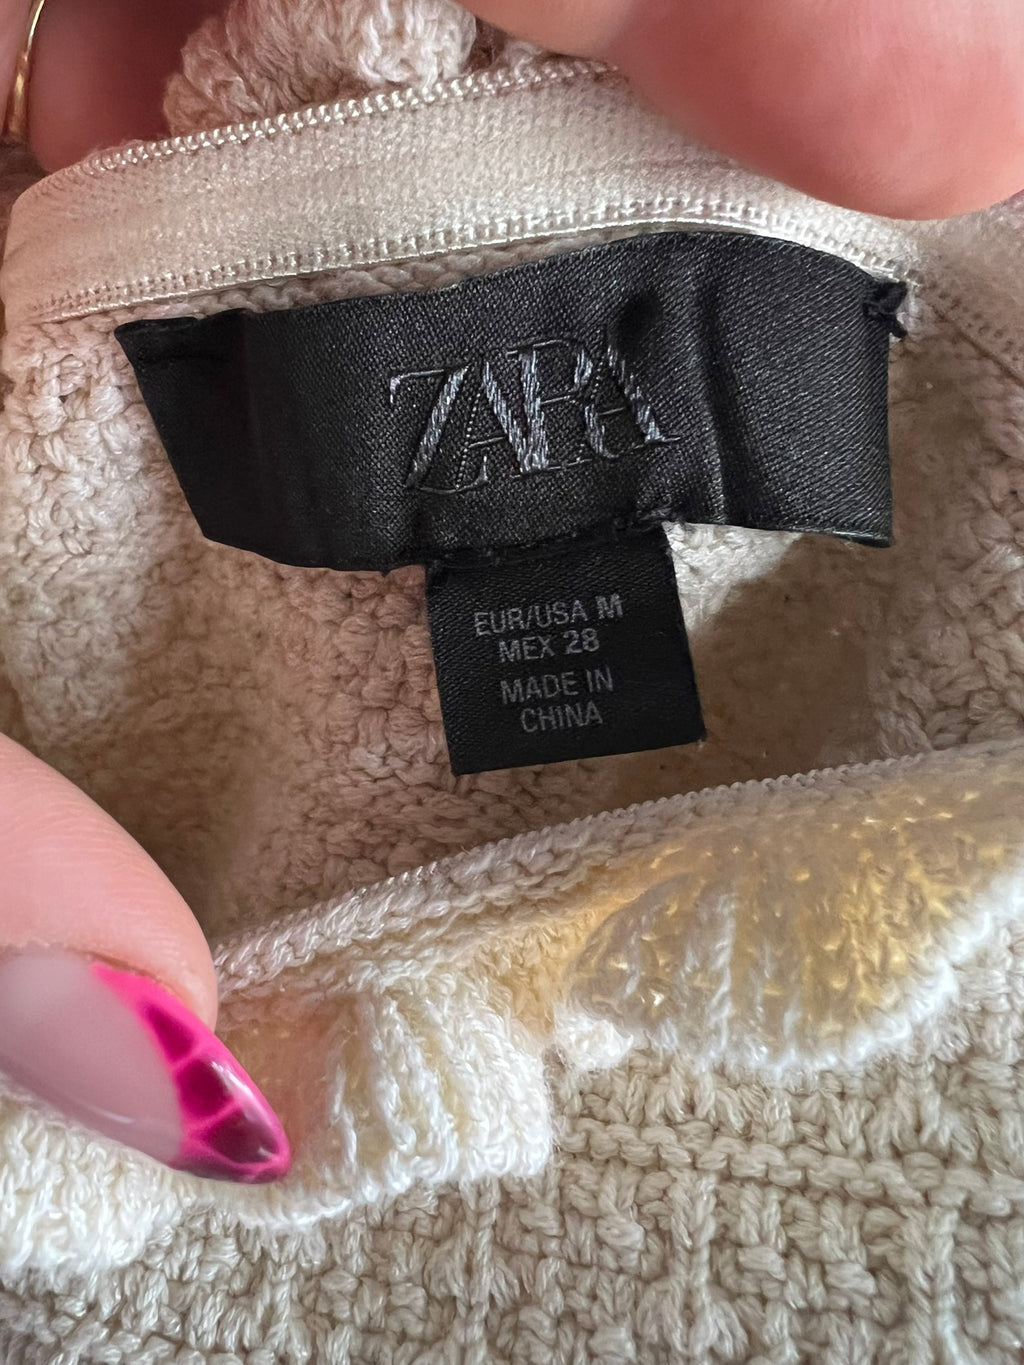 ZARA
EUR/USA M
MEX 28
MADE IN
CHINA